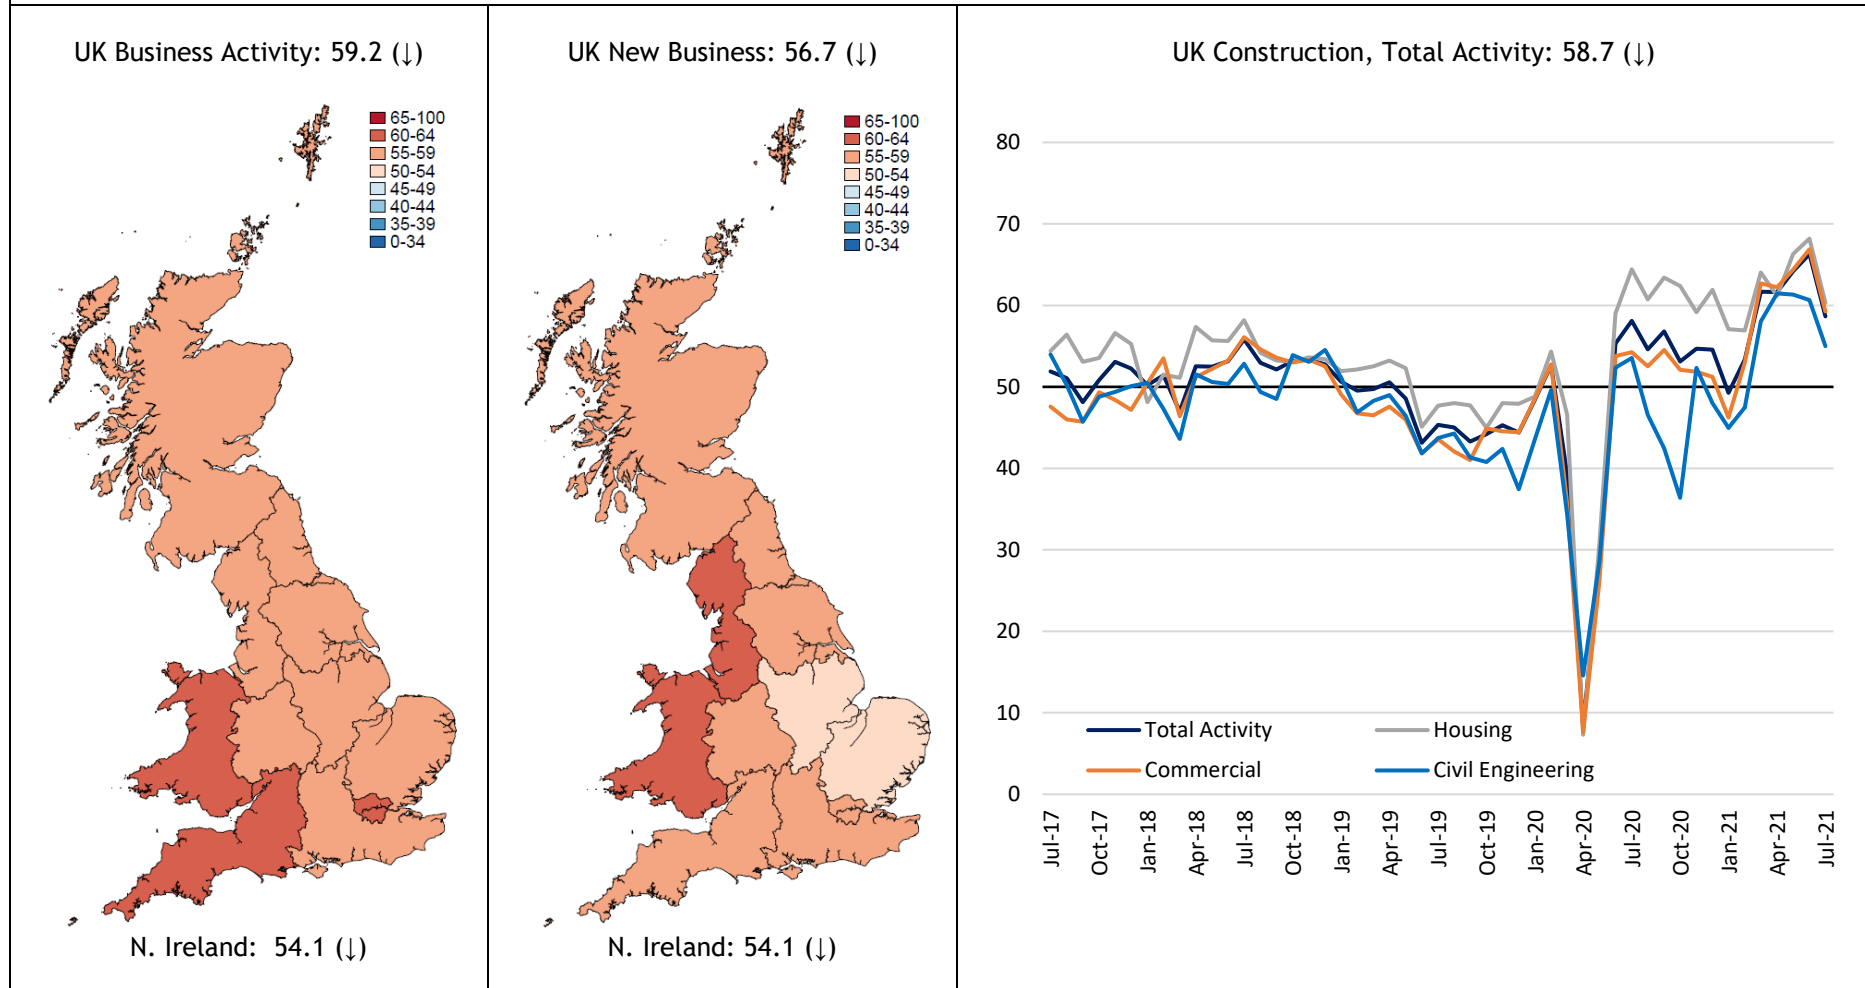 UK Business Activity: 59.2 (↓)
65-100
60-64
55-59
50-54
45-49
40-44
35-39
0-34
N. Ireland: 54.1 (↓)
UK New Business: 56.7 (↓)
65-100
60-64
55-59
50-54
45-49
40-44
35-39
0-34
N. Ireland: 54.1 (↓)
UK Construction, Total Activity: 58.7 (↓)
80
70
60
50
40
30
20
10
0
Total Activity
Housing
Commercial
Civil Engineering
Jul-17
Oct-17
Jan-18
Apr-18
Jul-18
Oct-18
Jan-19
Apr-19
Jul-19
Oct-19
Jan-20
Apr-20
Jul-20
Oct-20
Jan-21
Apr-21
Jul-21